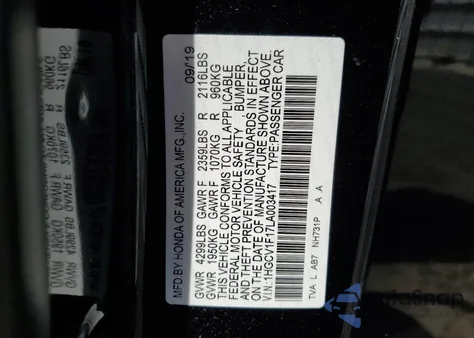 MFD.BY HONDA OF AMERICA MFG.,INC. 09/19
GVWR 4299LBS GAWR F 2359LBS R 2116LBS
GVWR 1950KG GAWR F 1070KG R 960KG
THIS VEHICLE CONFORMS TO ALL APPLICABLE
FEDERAL MOTOR VEHICLE SAFETY , BUMPER,
AND THEFT PREVENTION STANDARDS IN EFFECT
ON THE DATE OF MANUFACTURE SHOWN ABOVE.
V.I.N:1HGCV1F17LA003417 TYPE:PASSENGER CAR
TVA L AB7 NH731P A A